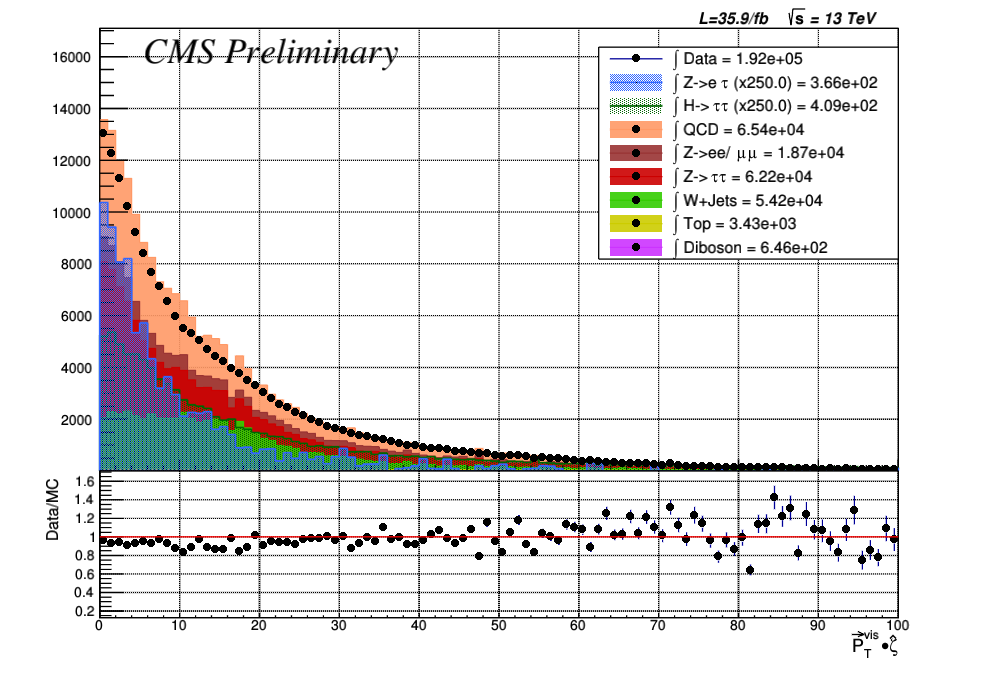 L=35.9/fb √s = 13 TeV
CMS Preliminary
∫ Data = 1.92e+05
∫ Z->e τ (x250.0) = 3.66e+02
∫ H-> ττ (x250.0) = 4.09e+02
∫ QCD = 6.54e+04
∫ Z->ee/ μμ = 1.87e+04
∫ Z-> ττ = 6.22e+04
∫ W+Jets = 5.42e+04
∫ Top = 3.43e+03
∫ Diboson = 6.46e+02
16000
14000
12000
10000
8000
6000
4000
2000
Data/MC
1.6
1.4
1.2
1
0.8
0.6
0.4
0.2
0 10 20 30 40 50 60 70 80 90 100
P⃗_T^vis •ζ̂